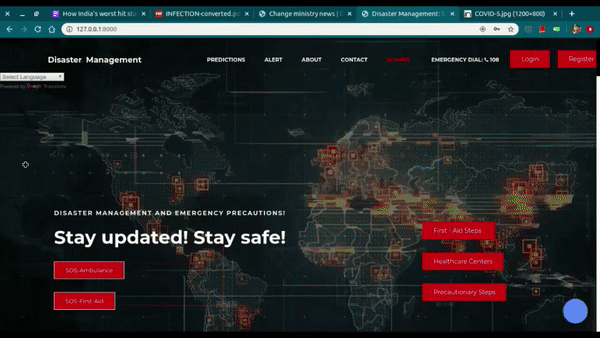 How India's worst hit sta
INFECTION-converted.pd
Change ministry news |
Disaster Management:
COVID-S.jpg (1200×800)
127.0.0.1:8000
Disaster Management
PREDICTIONS
ALERT
ABOUT
CONTACT
EMERGENCY DIAL: 108
Login
Register
Select Language
Powered by Google Translate
DISASTER MANAGEMENT AND EMERGENCY PRECAUTIONS!
Stay updated! Stay safe!
SOS-Ambulance
SOS-First Aid
First - Aid Steps
Healthcare Centers
Precautionary Steps